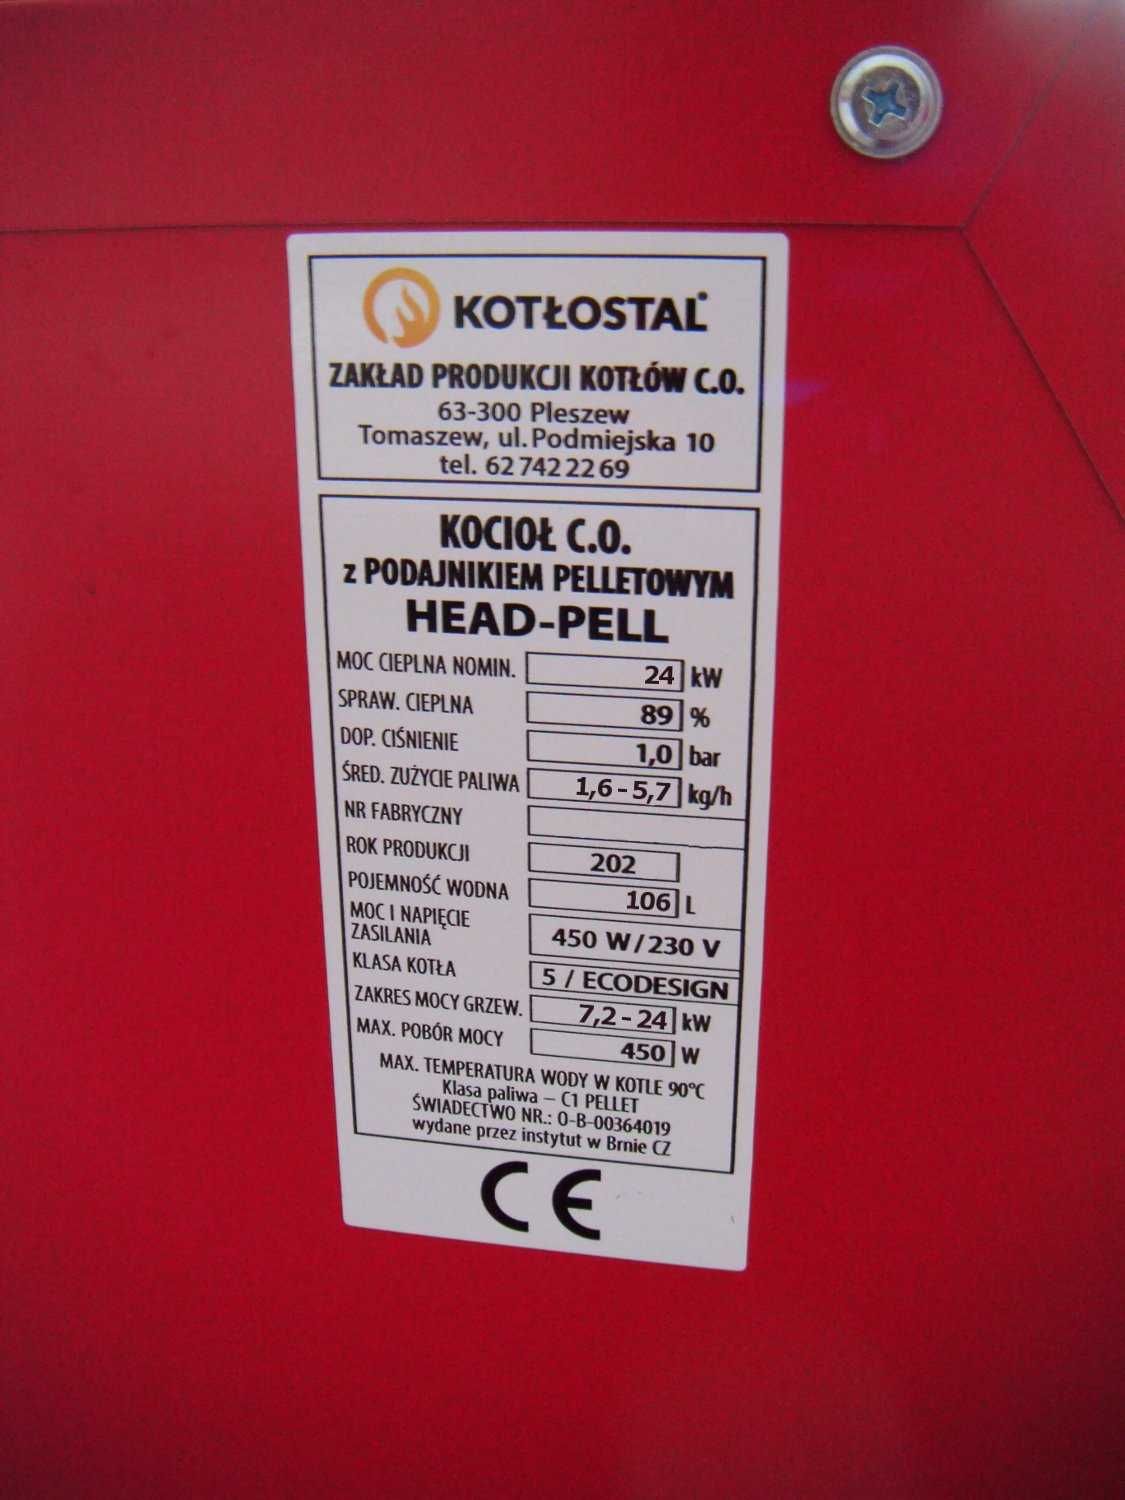 KOTŁOSTAL®
ZAKŁAD PRODUKCJI KOTŁÓW C.O.
63-300 Pleszew
Tomaszew, ul. Podmiejska 10
tel. 62 742 22 69
KOCIOŁ C.O.
z PODAJNIKIEM PELLETOWYM
HEAD-PELL
MOC CIEPLNA NOMIN. 24 kW
SPRAW. CIEPLNA 89 %
DOP. CIŚNIENIE 1,0 bar
ŚRED. ZUŻYCIE PALIWA 1,6 - 5,7 kg/h
NR FABRYCZNY
ROK PRODUKCJI 202
POJEMNOŚĆ WODNA 106 L
MOC I NAPIĘCIE
ZASILANIA 450 W / 230 V
KLASA KOTŁA 5 / ECODESIGN
ZAKRES MOCY GRZEW. 7,2 - 24 kW
MAX. POBÓR MOCY 450 W
MAX. TEMPERATURA WODY W KOTLE 90°C
Klasa paliwa – C1 PELLET
ŚWIADECTWO NR.: O-B-00364019
wydane przez instytut w Brnie CZ
CE